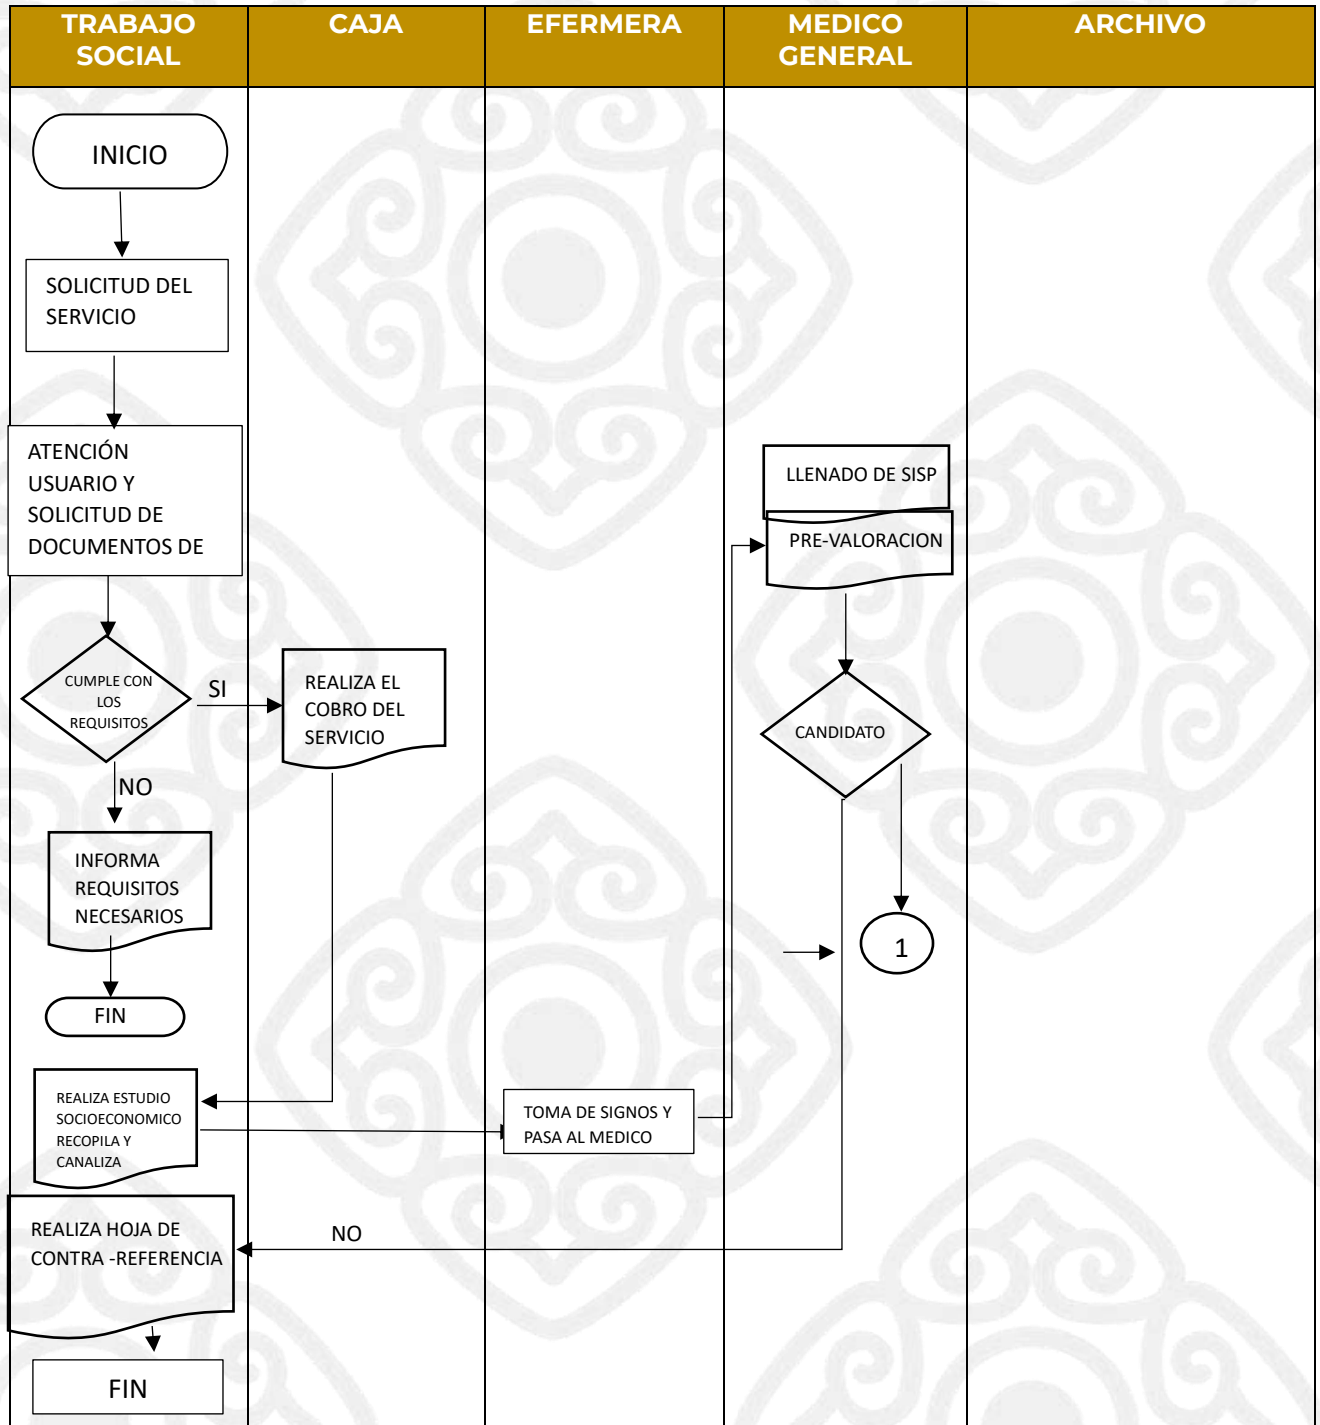 TRABAJO
SOCIAL
CAJA
EFERMERA
MEDICO
GENERAL
ARCHIVO
INICIO
SOLICITUD DEL
SERVICIO
ATENCIÓN
USUARIO Y
SOLICITUD DE
DOCUMENTOS DE
LLENADO DE SISP
PRE-VALORACION
CUMPLE CON
LOS
REQUISITOS
SI
REALIZA EL
COBRO DEL
SERVICIO
CANDIDATO
NO
INFORMA
REQUISITOS
NECESARIOS
1
FIN
REALIZA ESTUDIO
SOCIOECONOMICO
RECOPILA Y
CANALIZA
TOMA DE SIGNOS Y
PASA AL MEDICO
REALIZA HOJA DE
CONTRA -REFERENCIA
NO
FIN